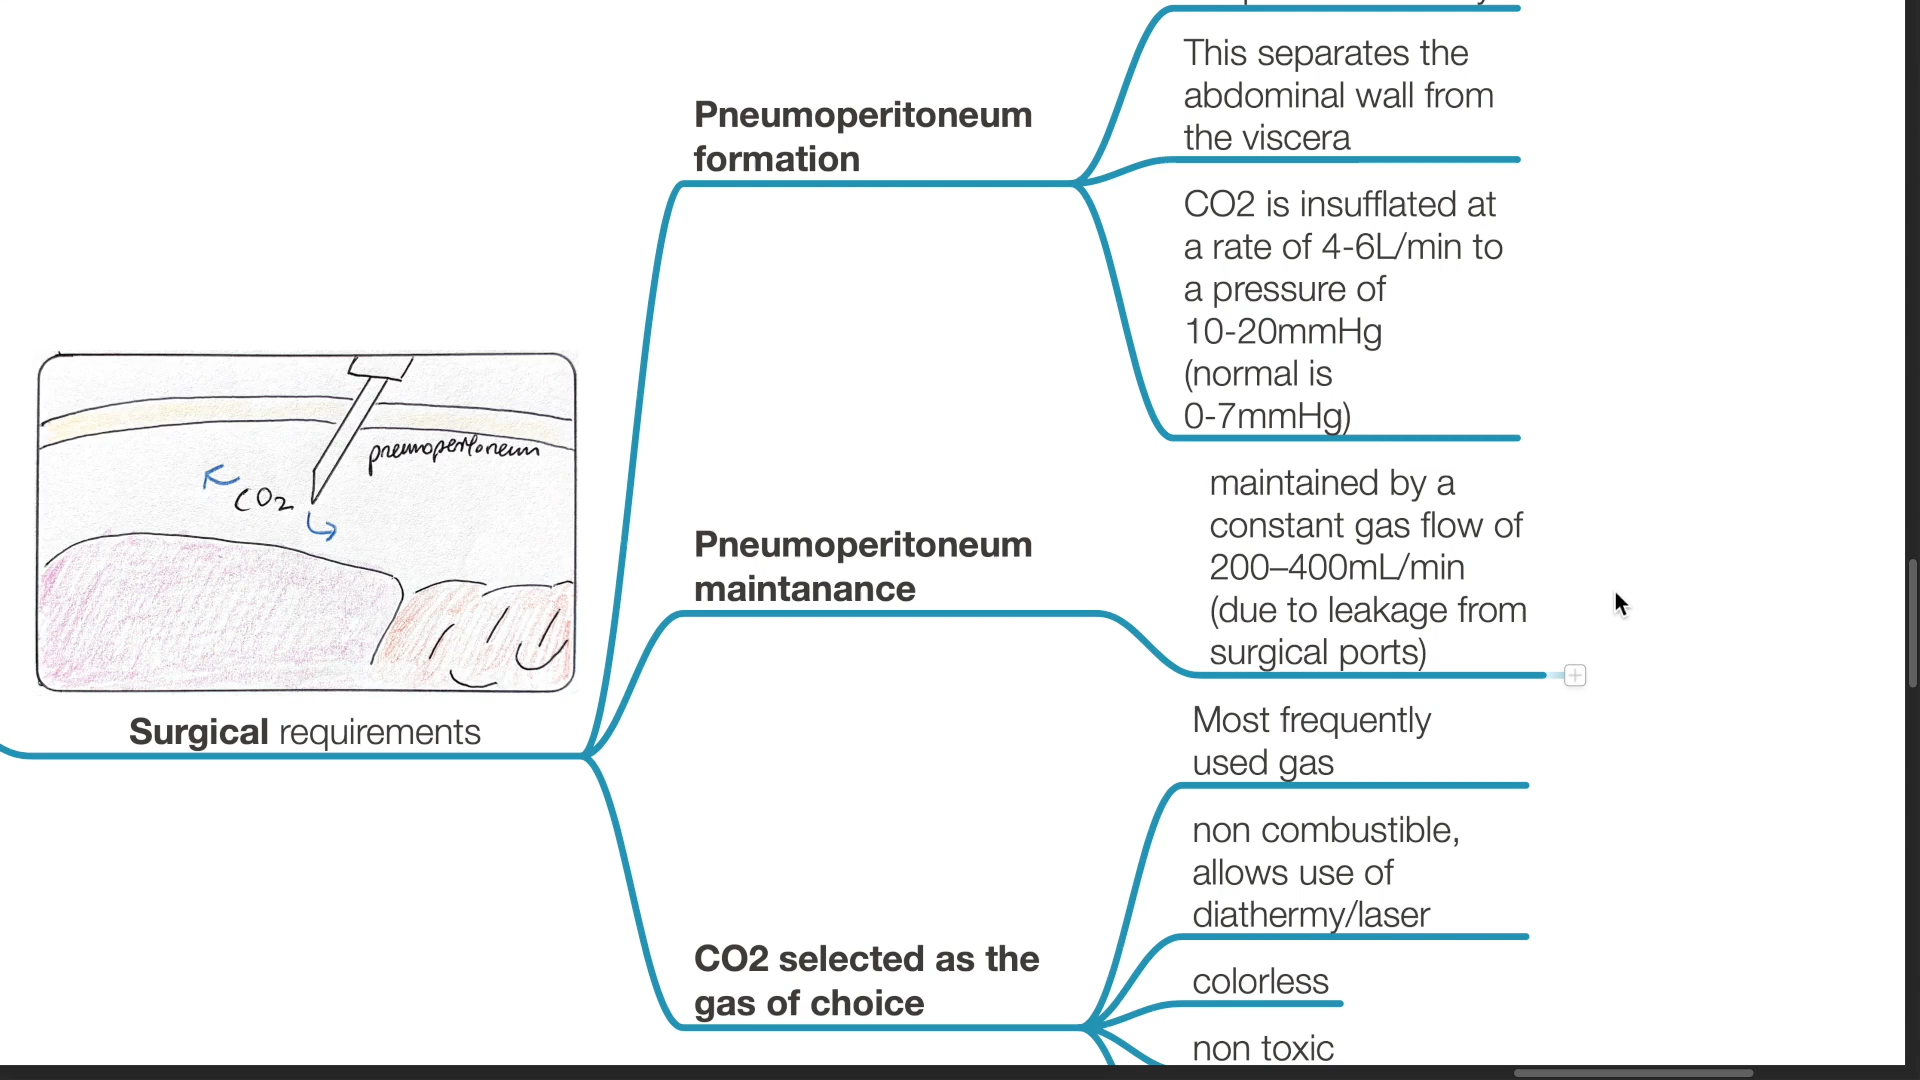 This separates the
abdominal wall from
the viscera
Pneumoperitoneum
formation
CO2 is insufflated at
a rate of 4-6L/min to
a pressure of
10-20mmHg
(normal is
0-7mmHg)
pneumoperitoneum
CO2
Surgical requirements
Pneumoperitoneum
maintanance
maintained by a
constant gas flow of
200–400mL/min
(due to leakage from
surgical ports)
Most frequently
used gas
non combustible,
allows use of
diathermy/laser
CO2 selected as the
gas of choice
colorless
non toxic